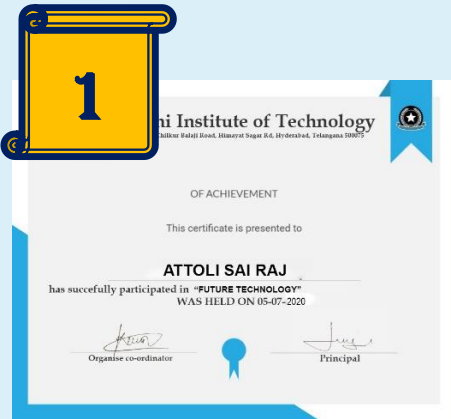 1
Institute of Technology
Chilkur Balaji Road, Himayat Sagar Rd, Hyderabad, Telangana 500075
OF ACHIEVEMENT
This certificate is presented to
ATTOLI SAI RAJ
has succefully participated in "FUTURE TECHNOLOGY"
WAS HELD ON 05-07-2020
Organise co-ordinator
Principal